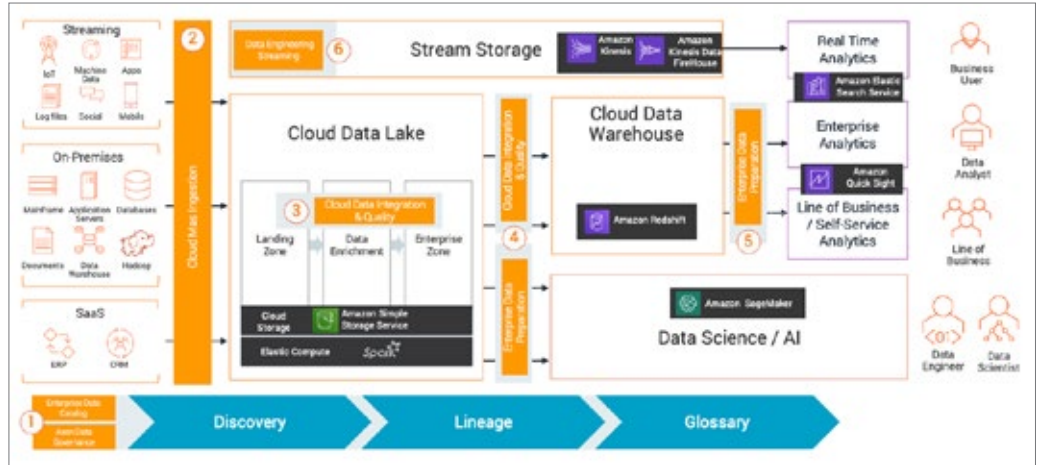 Streaming
IoT
Machine
Data
Apps
Log files
Social
Mobile
On-Premises
Mainframe
Application
Servers
Databases
Documents
Data
Warehouse
Hadoop
SaaS
ERP
CRM
2
Cloud Mass Ingestion
Data Engineering
Streaming
6
Stream Storage
Amazon
Kinesis
Amazon
Kinesis Data
FireHouse
Cloud Data Lake
3
Cloud Data Integration
& Quality
Landing
Zone
Data
Enrichment
Enterprise
Zone
Cloud
Storage
Amazon Simple
Storage Service
Elastic Compute
Spark
Cloud Data Integration
& Quality
4
Enterprise Data
Preparation
Cloud Data
Warehouse
Amazon Redshift
Enterprise Data
Preparation
5
Real Time
Analytics
Amazon Elastic
Search Service
Enterprise
Analytics
Amazon
Quick Sight
Line of Business
/ Self-Service
Analytics
Amazon SageMaker
Data Science / AI
Business
User
Data
Analyst
Line of
Business
Data
Engineer
Data
Scientist
1
Enterprise Data
Catalog
Axon Data
Governance
Discovery
Lineage
Glossary